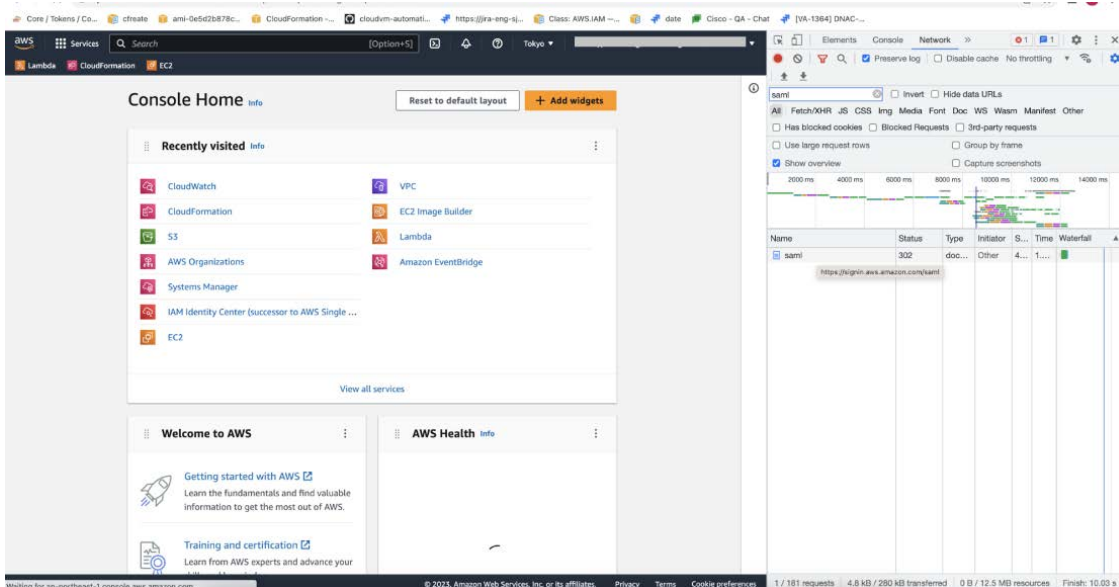 Core / Tokens / Co... cfreate ami-0e5d2b878c... CloudFormation -... cloudvm-automati... https://jira-eng-sj... Class: AWS.IAM —... date Cisco - QA - Chat [VA-1364] DNAC-...
aws Services Search [Option+S] Tokyo
Lambda CloudFormation EC2
Console Home Info
Reset to default layout
+ Add widgets
Recently visited Info
CloudWatch
CloudFormation
S3
AWS Organizations
Systems Manager
IAM Identity Center (successor to AWS Single ...
EC2
VPC
EC2 Image Builder
Lambda
Amazon EventBridge
View all services
Welcome to AWS
Getting started with AWS
Learn the fundamentals and find valuable
information to get the most out of AWS.
Training and certification
Learn from AWS experts and advance your
AWS Health Info
© 2023, Amazon Web Services, Inc. or its affiliates. Privacy Terms Cookie preferences
Elements Console Network » 1 1
Preserve log Disable cache No throttling
saml Invert Hide data URLs
All Fetch/XHR JS CSS Img Media Font Doc WS Wasm Manifest Other
Has blocked cookies Blocked Requests 3rd-party requests
Use large request rows Group by frame
Show overview Capture screenshots
2000 ms 4000 ms 6000 ms 8000 ms 10000 ms 12000 ms 14000 ms
Name Status Type Initiator S... Time Waterfall
saml 302 doc... Other 4... 1....
https://signin.aws.amazon.com/saml
1 / 181 requests 4.8 kB / 280 kB transferred 0 B / 12.5 MB resources Finish: 10.03